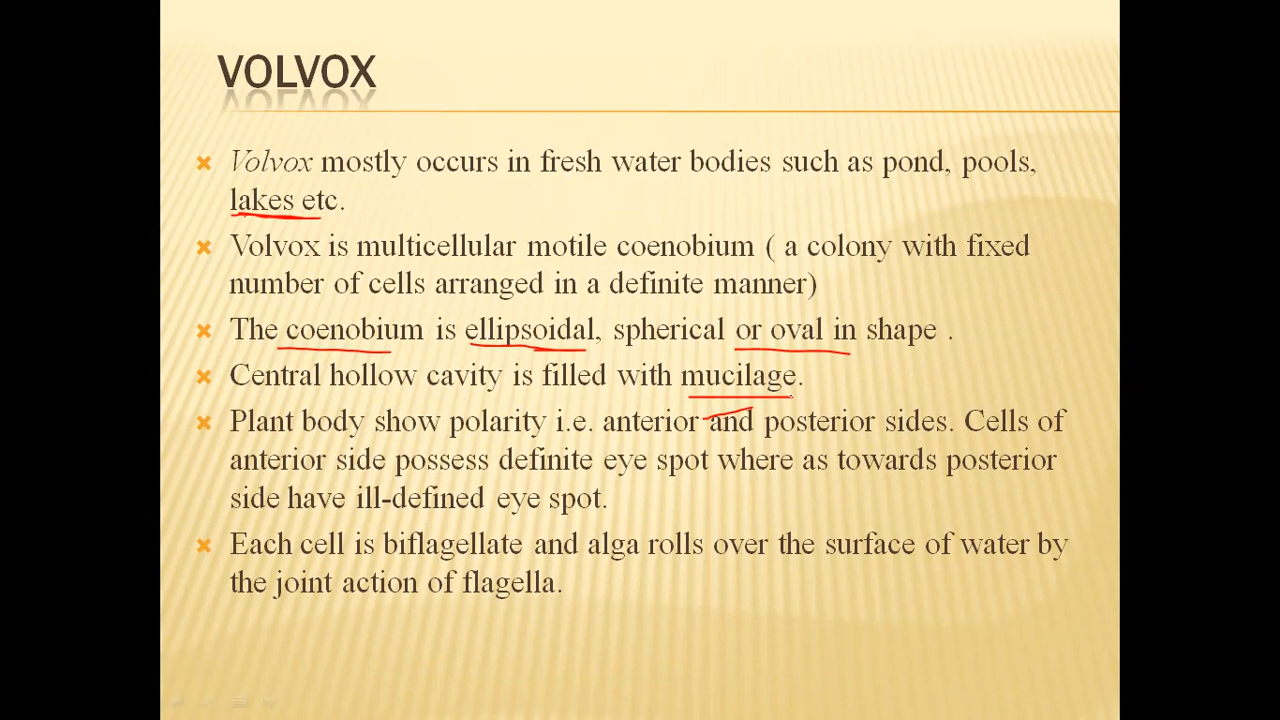 VOLVOX
Volvox mostly occurs in fresh water bodies such as pond, pools,
lakes etc.
Volvox is multicellular motile coenobium ( a colony with fixed
number of cells arranged in a definite manner)
The coenobium is ellipsoidal, spherical or oval in shape .
Central hollow cavity is filled with mucilage.
Plant body show polarity i.e. anterior and posterior sides. Cells of
anterior side possess definite eye spot where as towards posterior
side have ill-defined eye spot.
Each cell is biflagellate and alga rolls over the surface of water by
the joint action of flagella.